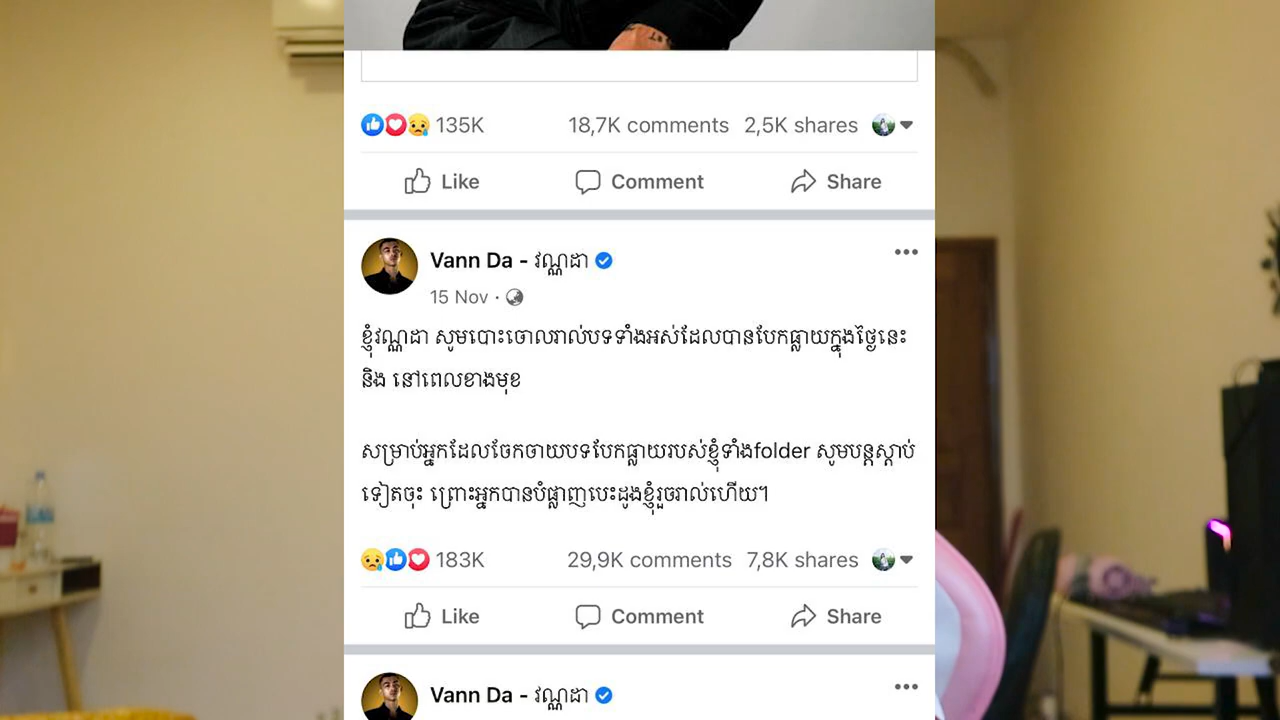 135K 18,7K comments 2,5K shares
Like Comment Share
Vann Da - វណ្ណដា
15 Nov
ខ្ញុំវណ្ណដា សូមបោះចោលរាល់បទទាំងអស់ដែលបានបែកធ្លាយក្នុងថ្ងៃនេះ
និង នៅពេលខាងមុខ
សម្រាប់អ្នកដែលចែកចាយបទបែកធ្លាយរបស់ខ្ញុំទាំងfolder សូមបន្តស្តាប់
ទៀតចុះ ព្រោះអ្នកបានបំផ្លាញបេះដូងខ្ញុំរួចរាល់ហើយ។
183K 29,9K comments 7,8K shares
Like Comment Share
Vann Da - វណ្ណដា